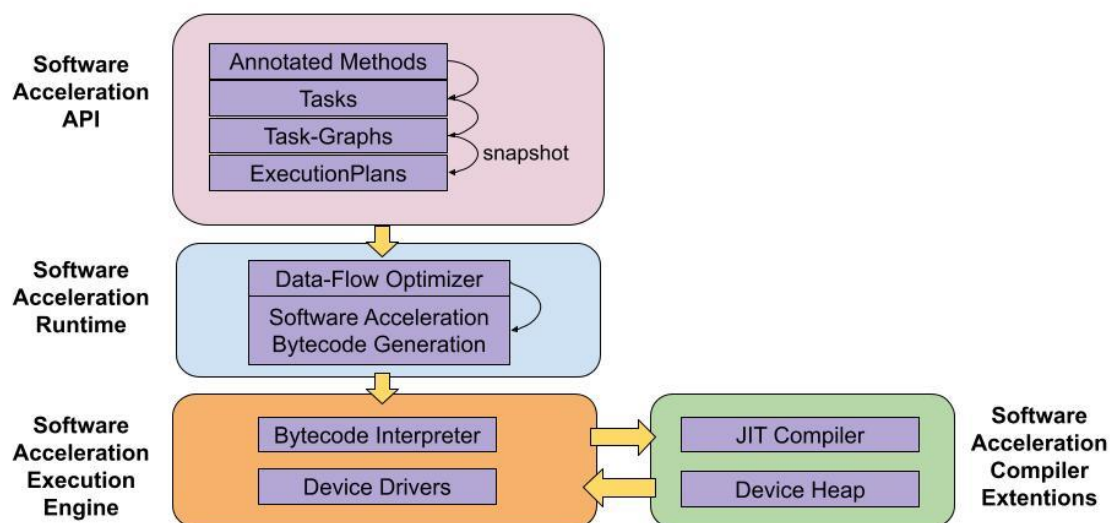 Software
Acceleration
API
Annotated Methods
Tasks
Task-Graphs
snapshot
ExecutionPlans
Software
Acceleration
Runtime
Data-Flow Optimizer
Software Acceleration
Bytecode Generation
Software
Acceleration
Execution
Engine
Bytecode Interpreter
Device Drivers
JIT Compiler
Device Heap
Software
Acceleration
Compiler
Extentions